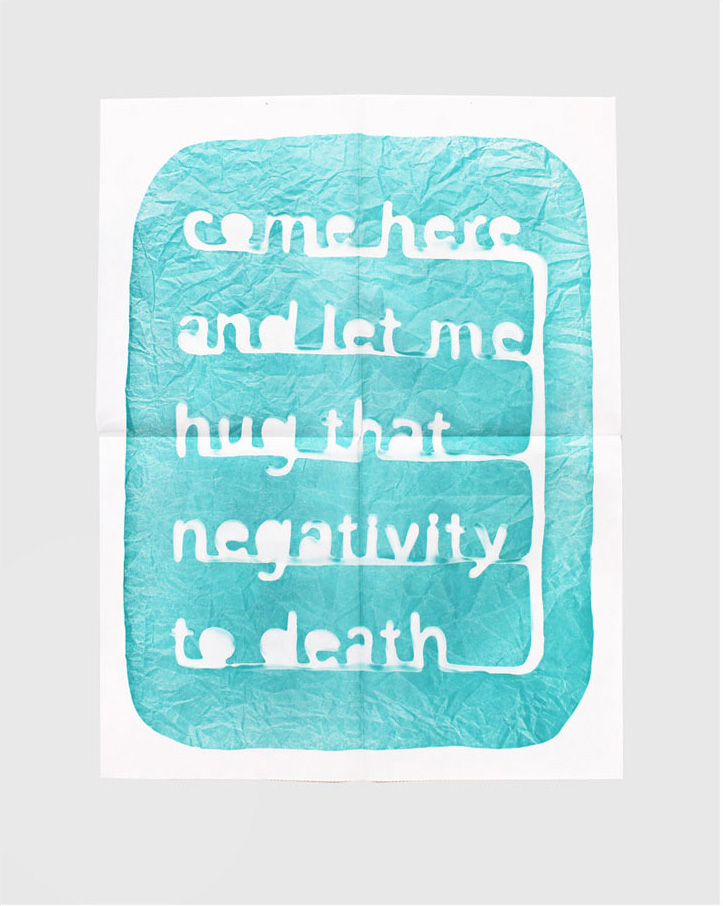 come here
and let me
hug that
negativity
to death